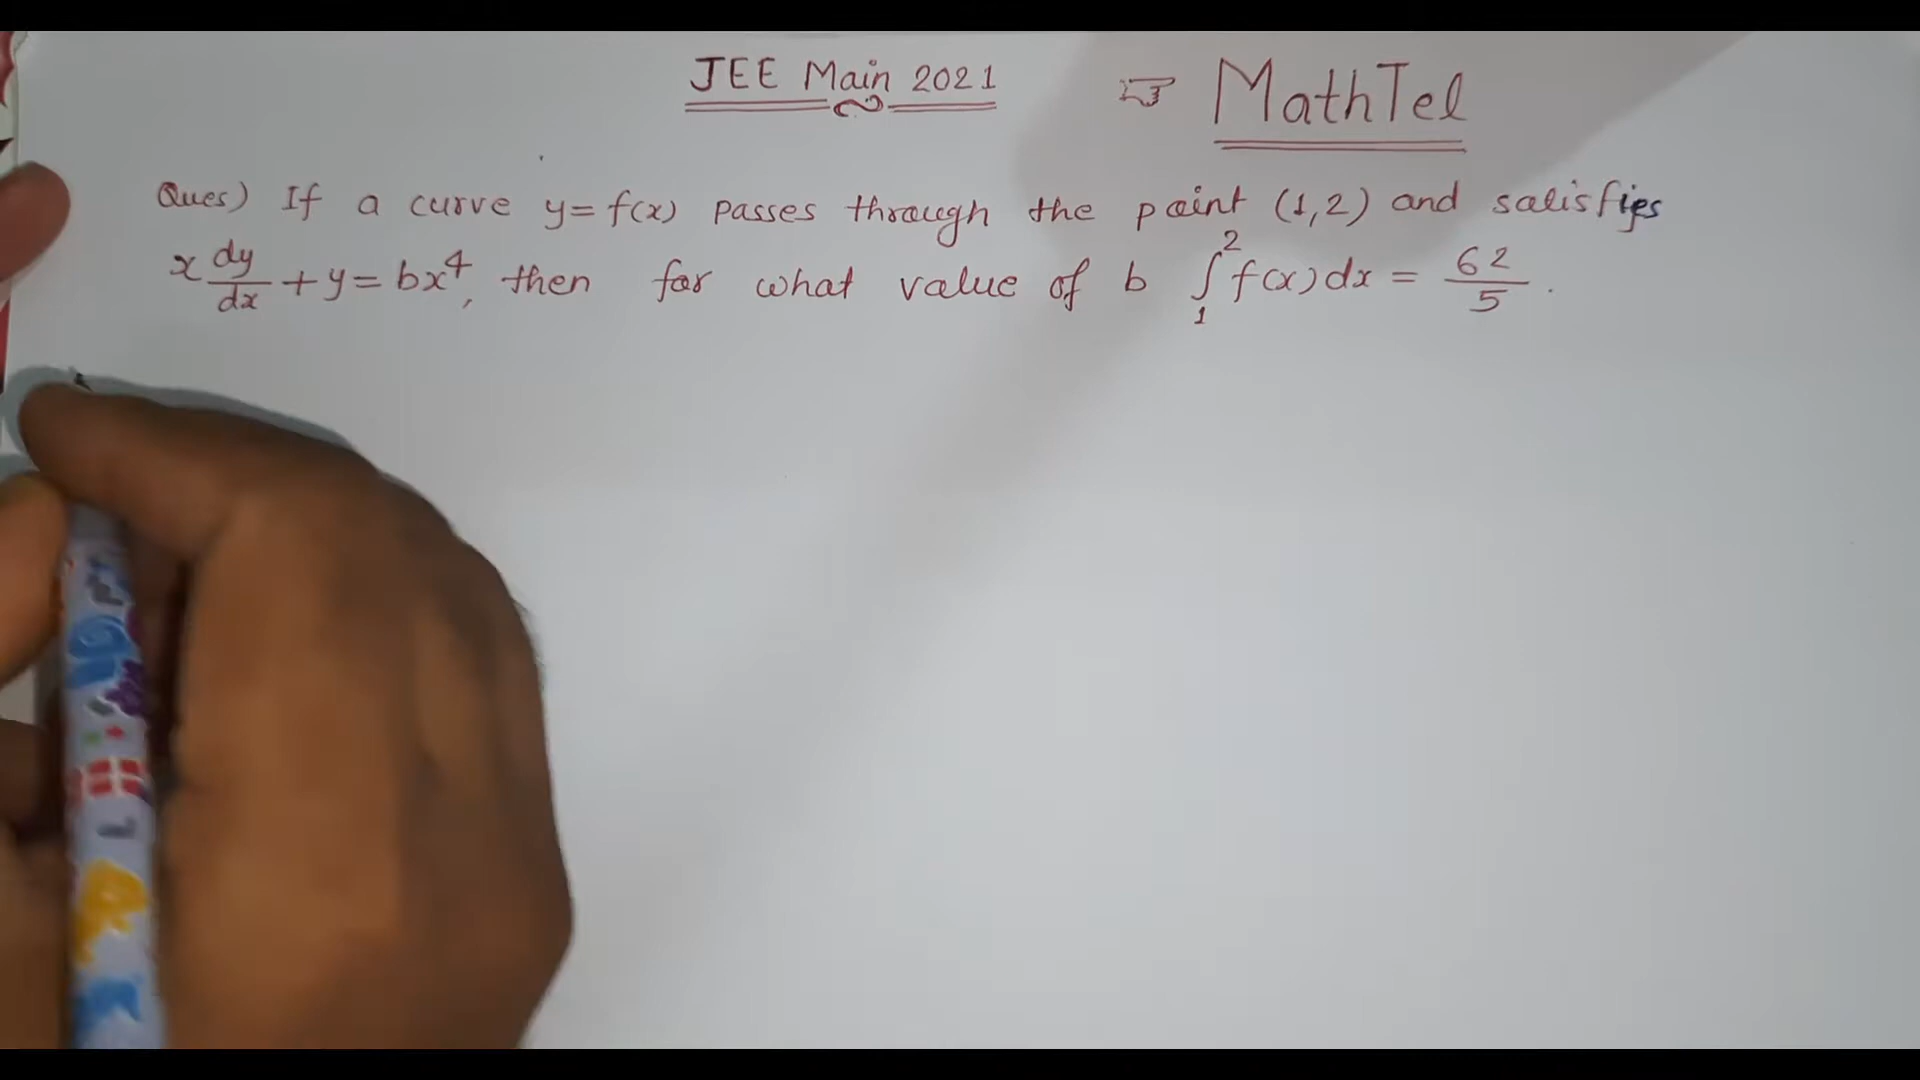 JEE Main 2021
☞ MathTel
Ques) If a curve y=f(x) passes through the point (1,2) and satisfies
x dy/dx + y = bx⁴, then for what value of b ∫₁² f(x)dx = 62/5 .